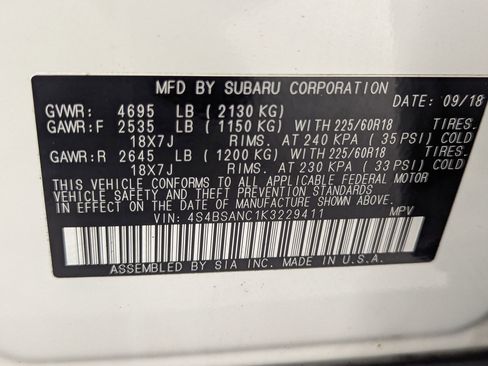 MFD BY SUBARU CORPORATION
DATE: 09/18
GVWR: 4695 LB (2130 KG)
GAWR:F 2535 LB (1150 KG) WITH 225/60R18 TIRES.
18X7J RIMS. AT 240 KPA (35 PSI) COLD
GAWR:R 2645 LB (1200 KG) WITH 225/60R18 TIRES.
18X7J RIMS. AT 230 KPA (33 PSI) COLD
THIS VEHICLE CONFORMS TO ALL APPLICABLE FEDERAL MOTOR
VEHICLE SAFETY AND THEFT PREVENTION STANDARDS
IN EFFECT ON THE DATE OF MANUFACTURE SHOWN ABOVE.
VIN: 4S4BSANC1K3229411 MPV
ASSEMBLED BY SIA INC. MADE IN U.S.A.